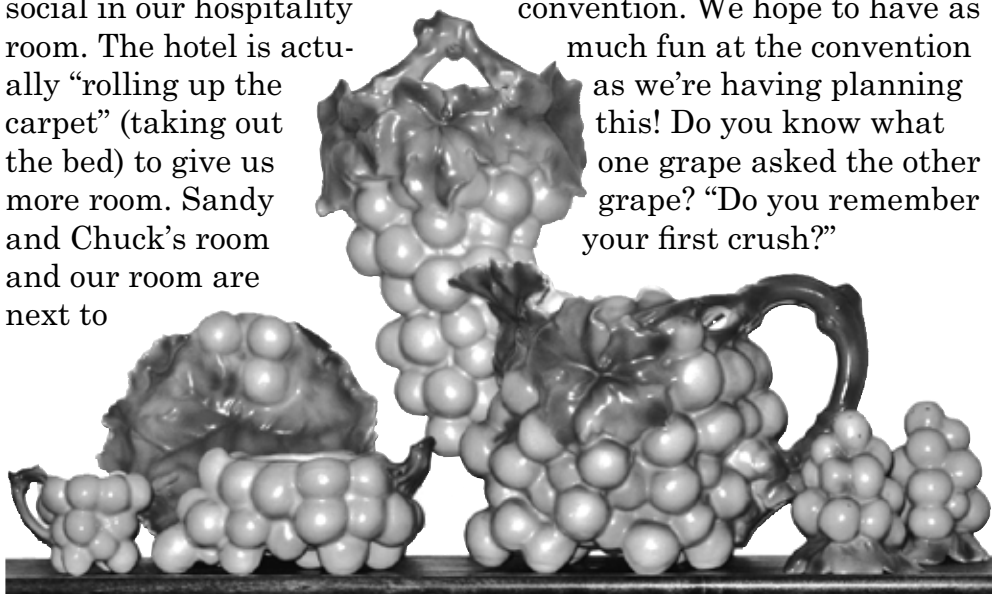 social in our hospitality
room. The hotel is actu-
ally “rolling up the
carpet” (taking out
the bed) to give us
more room. Sandy
and Chuck’s room
and our room are
next to
convention. We hope to have as
much fun at the convention
as we’re having planning
this! Do you know what
one grape asked the other
grape? “Do you remember
your first crush?”